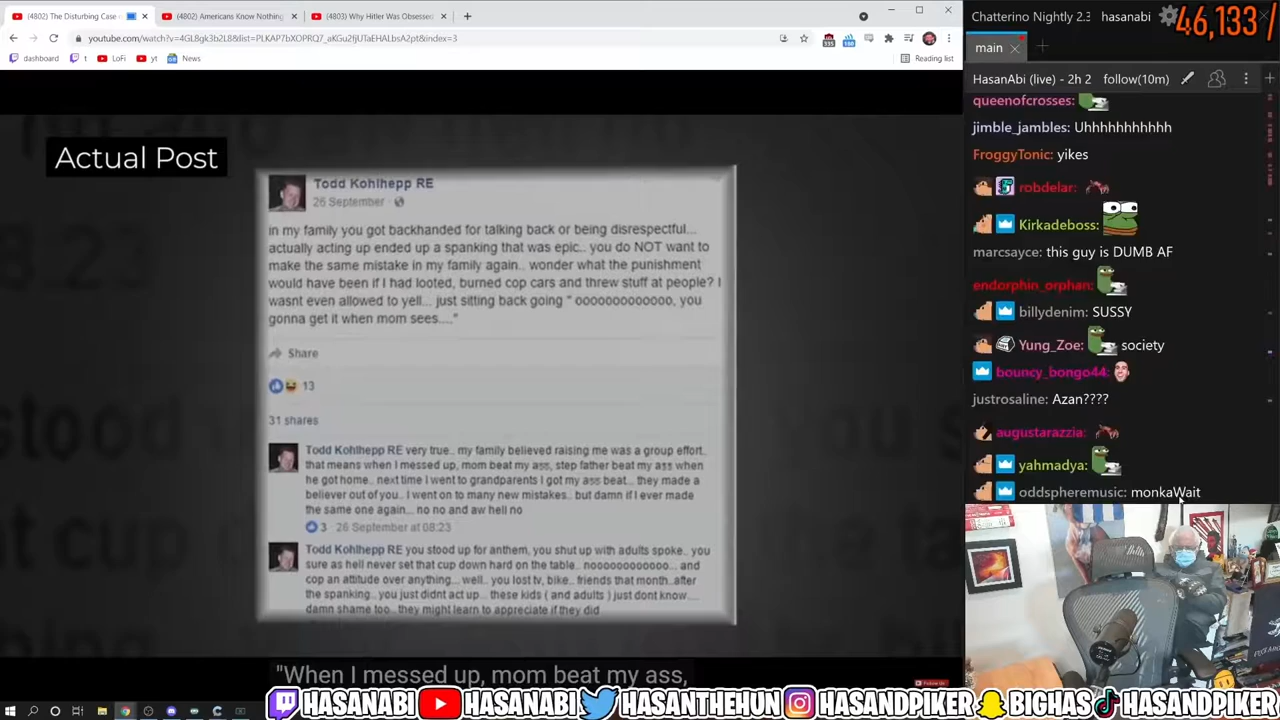 (4802) The Disturbing Case
(4802) Americans Know Nothing
(4803) Why Hitler Was Obsessed
youtube.com/watch?v=4GL8gk3b2L8&list=PLKAP7bXOPRQ7_aKGu2fjUTaEHALbsA2pt&index=3
dashboard
LoFi
yt
News
Reading list
Actual Post
Todd Kohlhepp RE
26 September
in my family you got backhanded for talking back or being disrespectful...
actually acting up ended up a spanking that was epic.. you do NOT want to
make the same mistake in my family again.. wonder what the punishment
would have been if I had looted, burned cop cars and threw stuff at people? I
wasnt even allowed to yell... just sitting back going " ooooooooooooo, you
gonna get it when mom sees...."
Share
13
31 shares
Todd Kohlhepp RE very true.. my family believed raising me was a group effort..
that means when I messed up, mom beat my ass, step father beat my ass when
he got home.. next time I went to grandparents I got my ass beat... they made a
believer out of you.. I went on to many new mistakes.. but damn if I ever made
the same one again.. no no and aw hell no
3 · 26 September at 08:23
Todd Kohlhepp RE you stood up for anthem, you shut up with adults spoke.. you
sure as hell never set that cup down hard on the table.. noooooooooo... and
cop an attitude over anything... well.. you lost tv, bike.. friends that month..after
the spanking.. you just didnt act up... these kids ( and adults ) just dont know....
damn shame too... they might learn to appreciate if they did
"When I messed up, mom beat my ass,
Chatterino Nightly 2.3
hasanabi
46,133 /
main
HasanAbi (live) - 2h 2
follow(10m)
queenofcrosses:
jimble_jambles: Uhhhhhhhhhh
FroggyTonic: yikes
robdelar:
Kirkadeboss:
marcsayce: this guy is DUMB AF
endorphin_orphan:
billydenim: SUSSY
Yung_Zoe: society
bouncy_bongo44:
justrosaline: Azan????
augustarazzia:
yahmadya:
oddspheremusic: monkaWait
Follow Us
HASANABI
HASANABI
HASANTHEHUN
HASANDPIKER
BIGHAS
HASANDPIKER